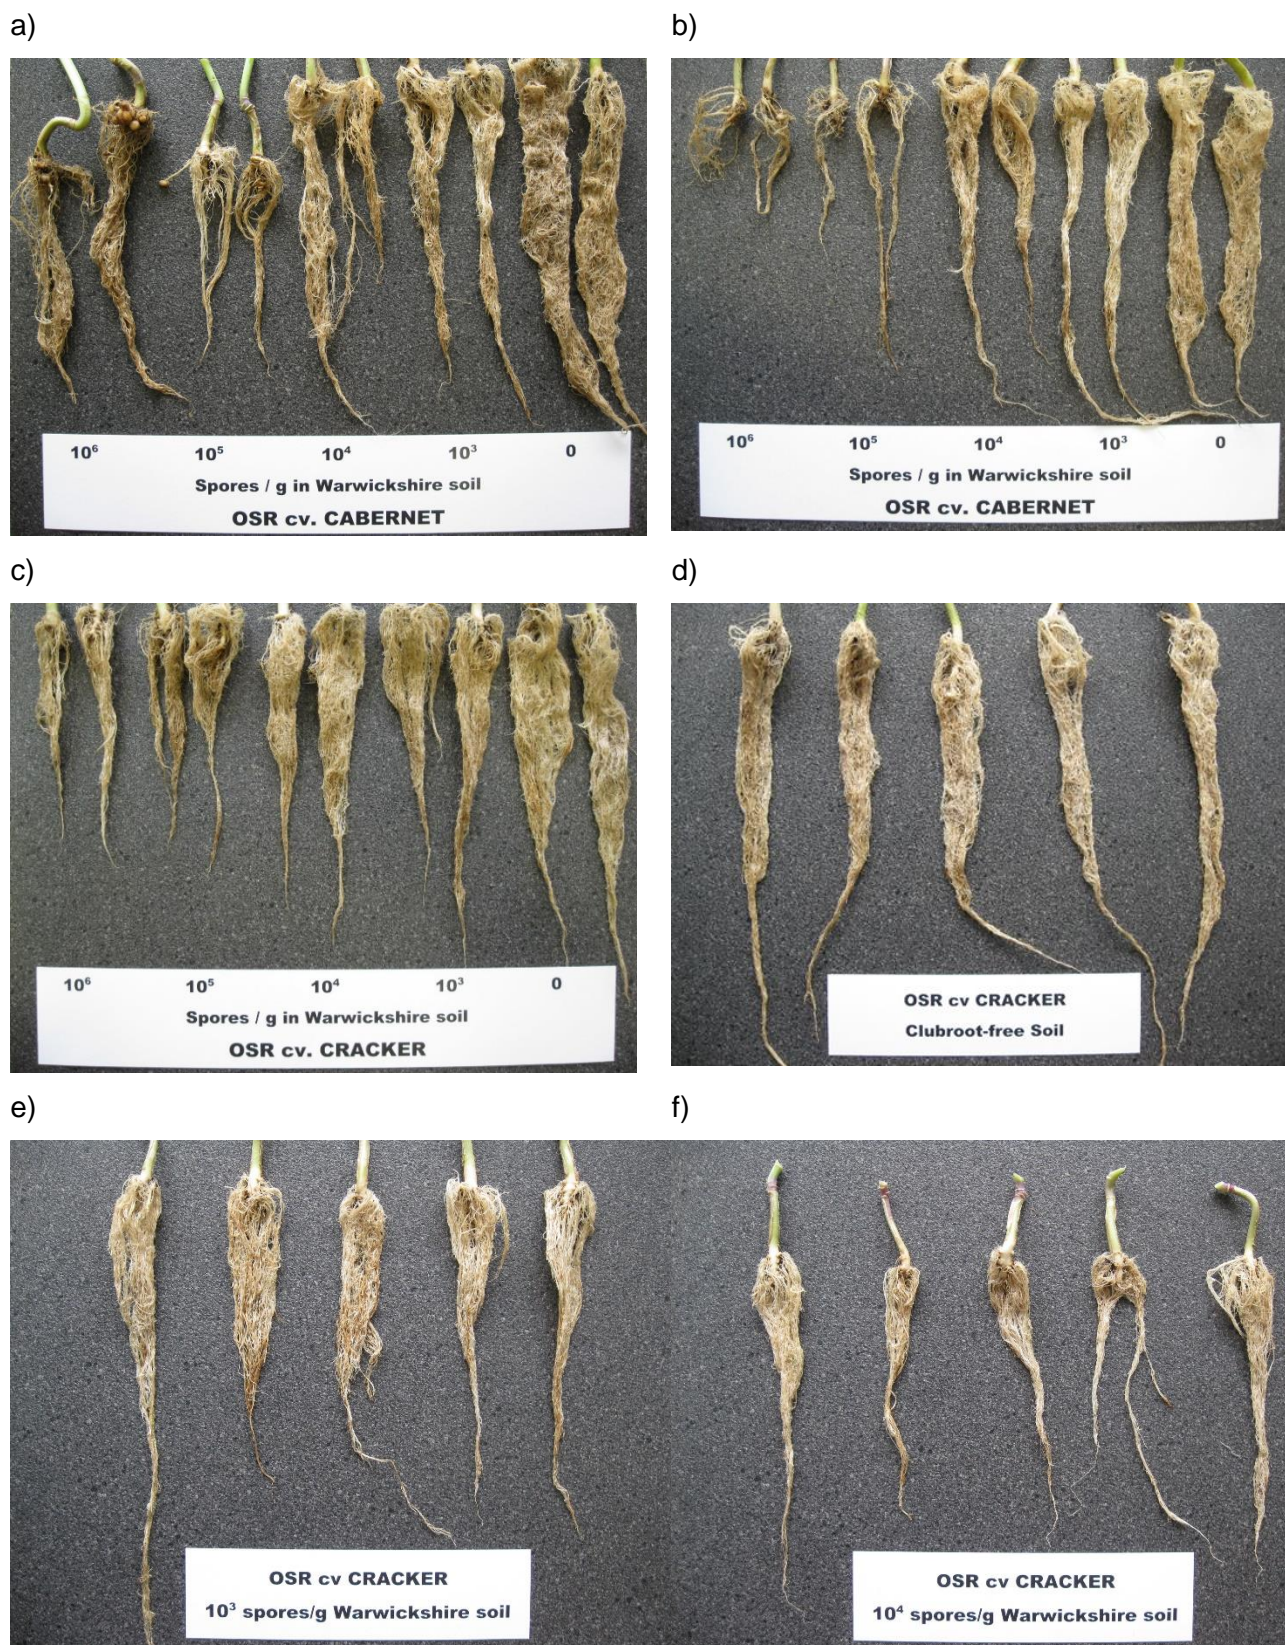 a)
b)
10⁶ 10⁵ 10⁴ 10³ 0
Spores / g in Warwickshire soil
OSR cv. CABERNET
10⁶ 10⁵ 10⁴ 10³ 0
Spores / g in Warwickshire soil
OSR cv. CABERNET
c)
d)
10⁶ 10⁵ 10⁴ 10³ 0
Spores / g in Warwickshire soil
OSR cv. CRACKER
OSR cv CRACKER
Clubroot-free Soil
e)
f)
OSR cv CRACKER
10³ spores/g Warwickshire soil
OSR cv CRACKER
10⁴ spores/g Warwickshire soil